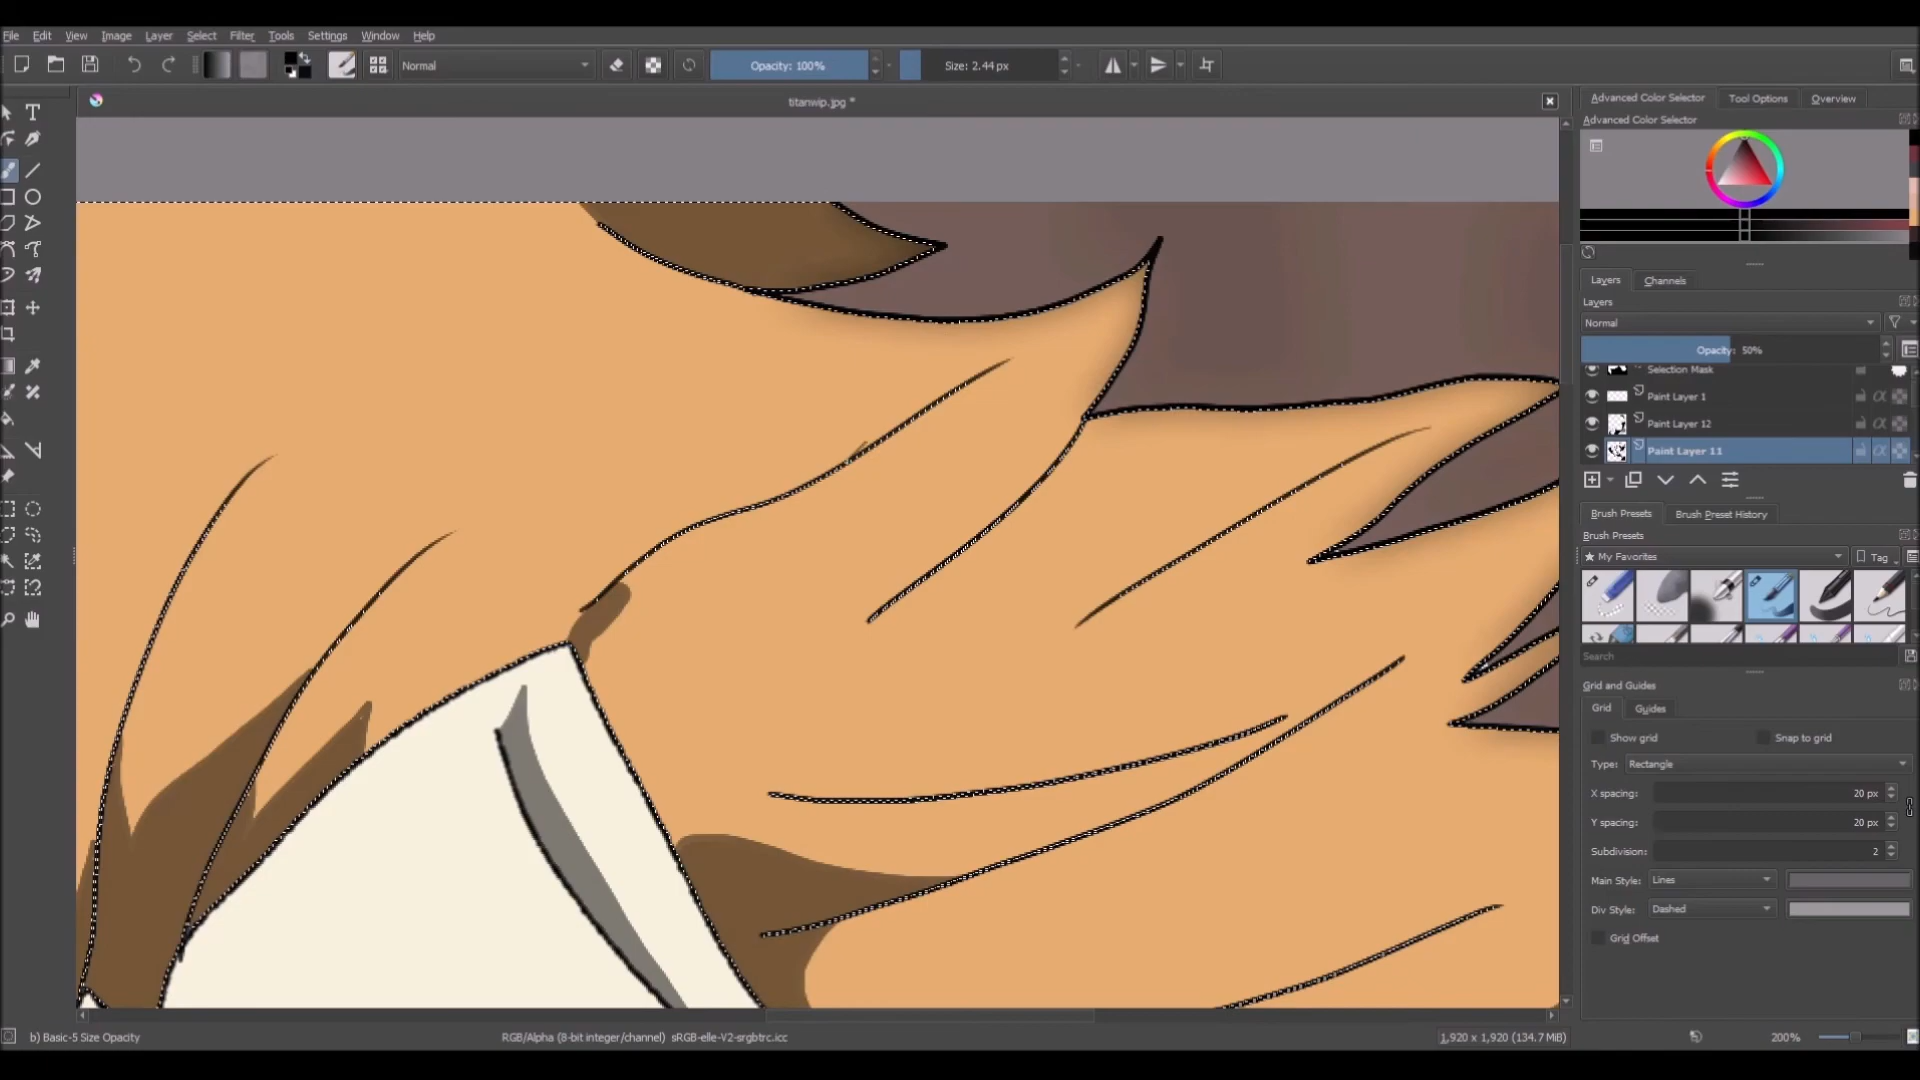 File Edit View Image Layer Select Filter Tools Settings Window Help
Normal
Opacity: 100%
Size: 2.44 px
titanwip.jpg *
Advanced Color Selector Tool Options Overview
Advanced Color Selector
Layers Channels
Layers
Normal
Opacity: 50%
Selection Mask
Paint Layer 1
Paint Layer 12
Paint Layer 11
Brush Presets Brush Preset History
Brush Presets
★ My Favorites
Tag
Search
Grid and Guides
Grid Guides
Show grid Snap to grid
Type: Rectangle
X spacing: 20 px
Y spacing: 20 px
Subdivision: 2
Main Style: Lines
Div Style: Dashed
Grid Offset
b) Basic-5 Size Opacity
RGB/Alpha (8-bit integer/channel) sRGB-elle-V2-srgbtrc.icc
1,920 x 1,920 (134.7 MiB)
200%